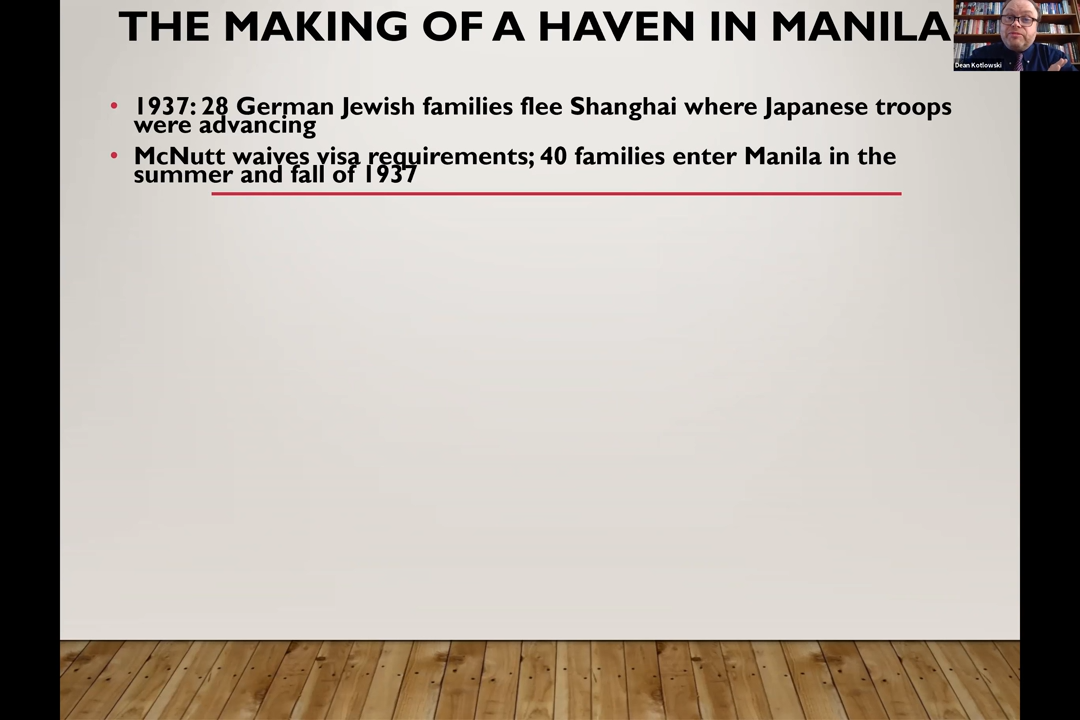 THE MAKING OF A HAVEN IN MANILA
Dean Kotlowski
• 1937: 28 German Jewish families flee Shanghai where Japanese troops
were advancing
• McNutt waives visa requirements; 40 families enter Manila in the
summer and fall of 1937